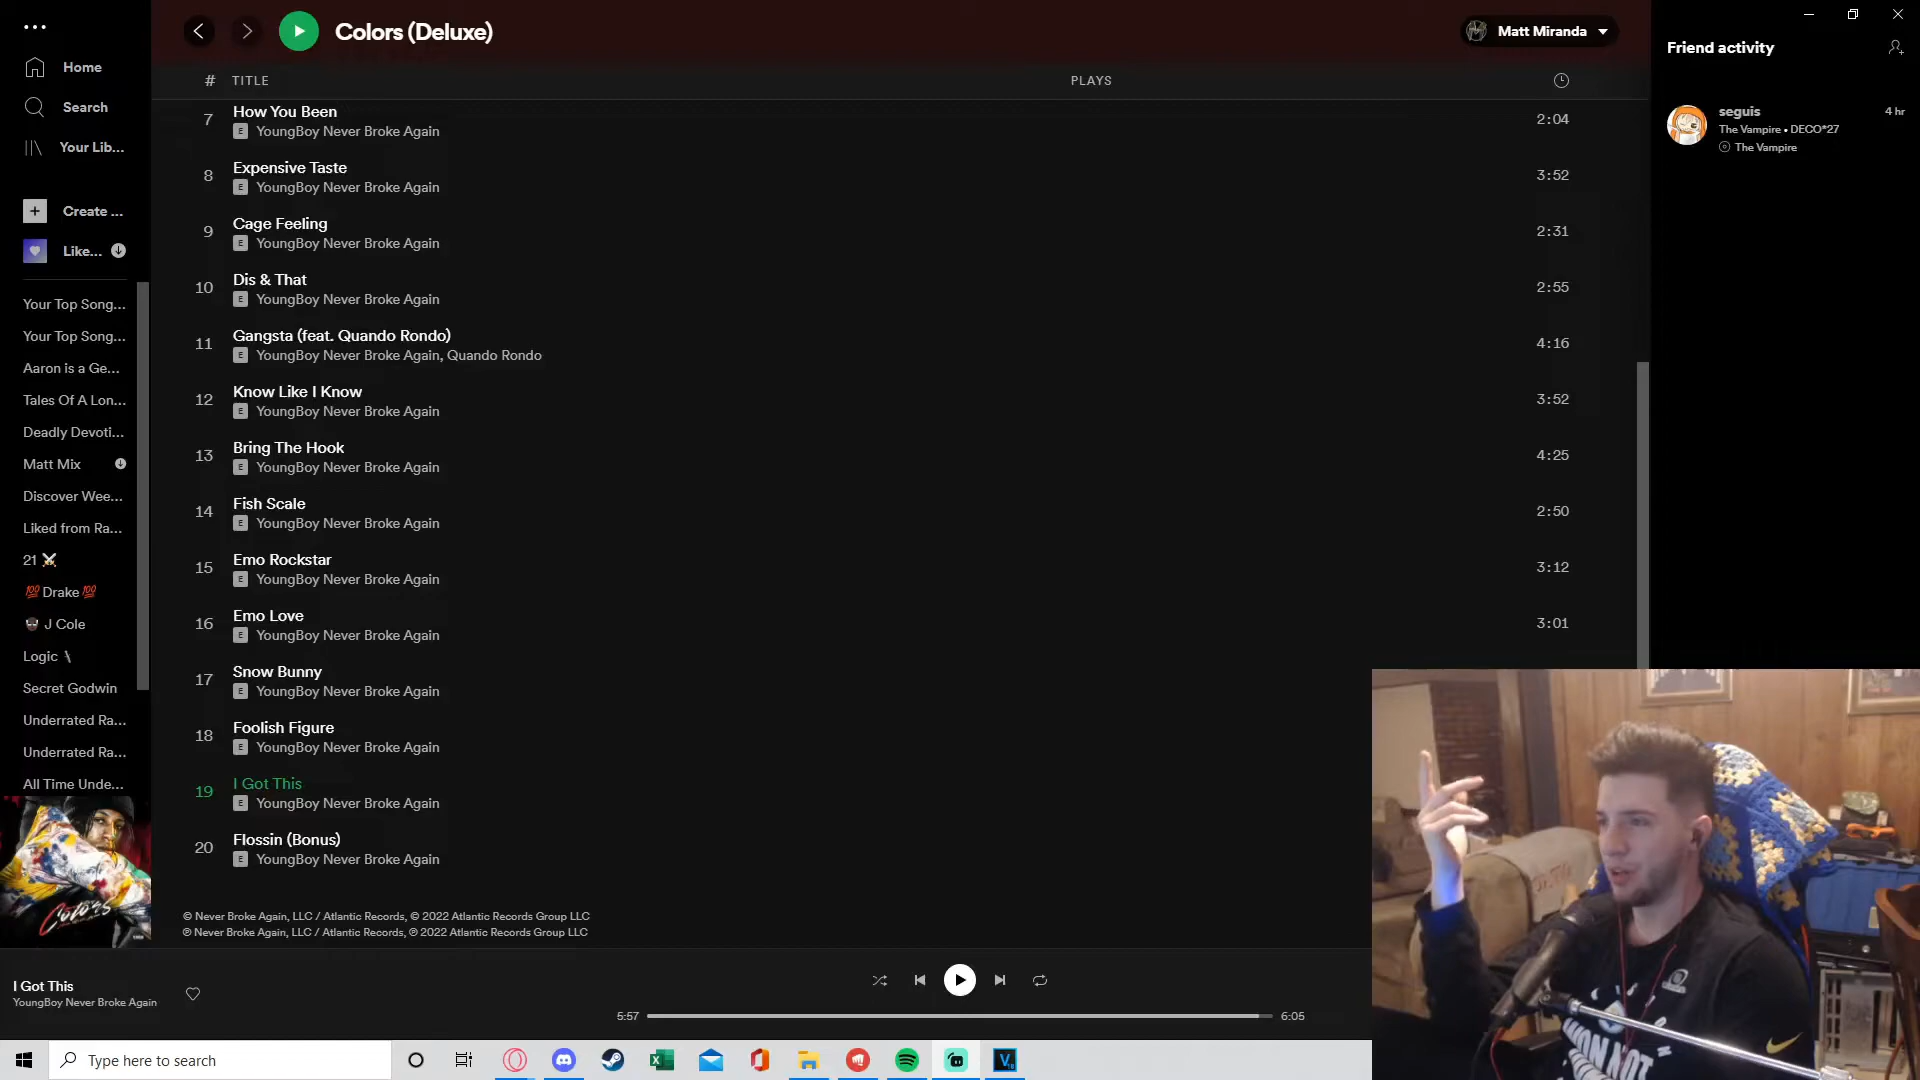 Colors (Deluxe)
Matt Miranda
Friend activity
Home
Search
Your Lib...
Create ...
Like...
Your Top Song...
Your Top Song...
Aaron is a Ge...
Tales Of A Lon...
Deadly Devoti...
Matt Mix
Discover Wee...
Liked from Ra...
21 ⚔
💯 Drake 💯
J Cole
Logic \
Secret Godwin
Underrated Ra...
Underrated Ra...
All Time Unde...
# TITLE PLAYS
7 How You Been 2:04
E YoungBoy Never Broke Again
8 Expensive Taste 3:52
E YoungBoy Never Broke Again
9 Cage Feeling 2:31
E YoungBoy Never Broke Again
10 Dis & That 2:55
E YoungBoy Never Broke Again
11 Gangsta (feat. Quando Rondo) 4:16
E YoungBoy Never Broke Again, Quando Rondo
12 Know Like I Know 3:52
E YoungBoy Never Broke Again
13 Bring The Hook 4:25
E YoungBoy Never Broke Again
14 Fish Scale 2:50
E YoungBoy Never Broke Again
15 Emo Rockstar 3:12
E YoungBoy Never Broke Again
16 Emo Love 3:01
E YoungBoy Never Broke Again
17 Snow Bunny
E YoungBoy Never Broke Again
18 Foolish Figure
E YoungBoy Never Broke Again
19 I Got This
E YoungBoy Never Broke Again
20 Flossin (Bonus)
E YoungBoy Never Broke Again
© Never Broke Again, LLC / Atlantic Records, © 2022 Atlantic Records Group LLC
℗ Never Broke Again, LLC / Atlantic Records, ℗ 2022 Atlantic Records Group LLC
seguis 4 hr
The Vampire • DECO*27
The Vampire
Colors
I Got This
YoungBoy Never Broke Again
5:57 6:05
Type here to search